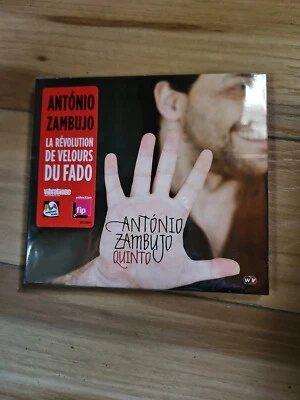 ANTÓNIO
ZAMBUJO
LA RÉVOLUTION
DE VELOURS
DU FADO
fip
ANTÓNIO
ZAMBUJO
QUINTO